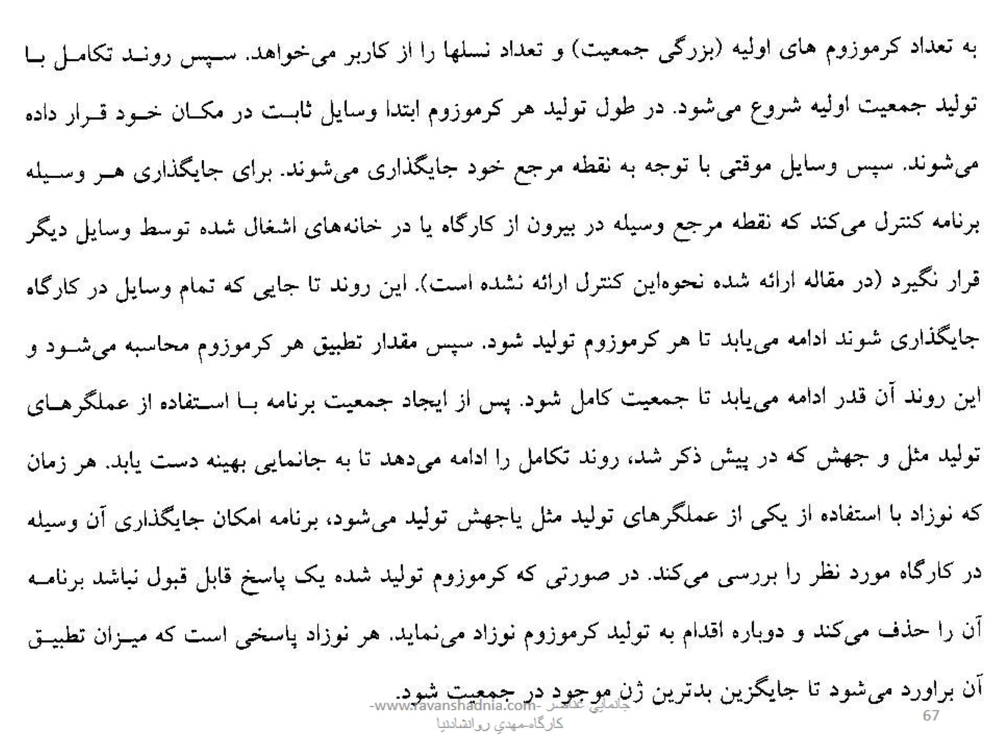 به تعداد کرموزوم های اولیه (بزرگی جمعیت) و تعداد نسلها را از کاربر می‌خواهد. سپس روند تکامل با
تولید جمعیت اولیه شروع می‌شود. در طول تولید هر کرموزوم ابتدا وسایل ثابت در مکان خود قرار داده
می‌شوند. سپس وسایل موقتی با توجه به نقطه مرجع خود جایگذاری می‌شوند. برای جایگذاری هر وسیله
برنامه کنترل می‌کند که نقطه مرجع وسیله در بیرون از کارگاه یا در خانه‌های اشغال شده توسط وسایل دیگر
قرار نگیرد (در مقاله ارائه شده نحوه‌این کنترل ارائه نشده است). این روند تا جایی که تمام وسایل در کارگاه
جایگذاری شوند ادامه می‌یابد تا هر کرموزوم تولید شود. سپس مقدار تطبیق هر کرموزوم محاسبه می‌شود و
این روند آن قدر ادامه می‌یابد تا جمعیت کامل شود. پس از ایجاد جمعیت برنامه با استفاده از عملگرهای
تولید مثل و جهش که در پیش ذکر شد، روند تکامل را ادامه می‌دهد تا به جانمایی بهینه دست یابد. هر زمان
که نوزاد با استفاده از یکی از عملگرهای تولید مثل یاجهش تولید می‌شود، برنامه امکان جایگذاری آن وسیله
در کارگاه مورد نظر را بررسی می‌کند. در صورتی که کرموزوم تولید شده یک پاسخ قابل قبول نباشد برنامه
آن را حذف می‌کند و دوباره اقدام به تولید کرموزوم نوزاد می‌نماید. هر نوزاد پاسخی است که میزان تطبیق
آن براورد می‌شود تا جایگزین بدترین ژن موجود در جمعیت شود.
جانمایی عناصر -www.ravanshadnia.com-
کارگاه-مهدی روانشادنیا
67